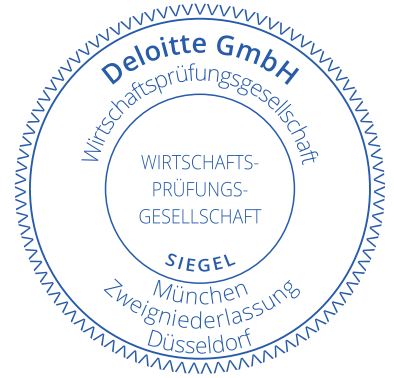 Deloitte GmbH
Wirtschaftsprüfungsgesellschaft
WIRTSCHAFTS-
PRÜFUNGS-
GESELLSCHAFT
SIEGEL
München
Zweigniederlassung
Düsseldorf